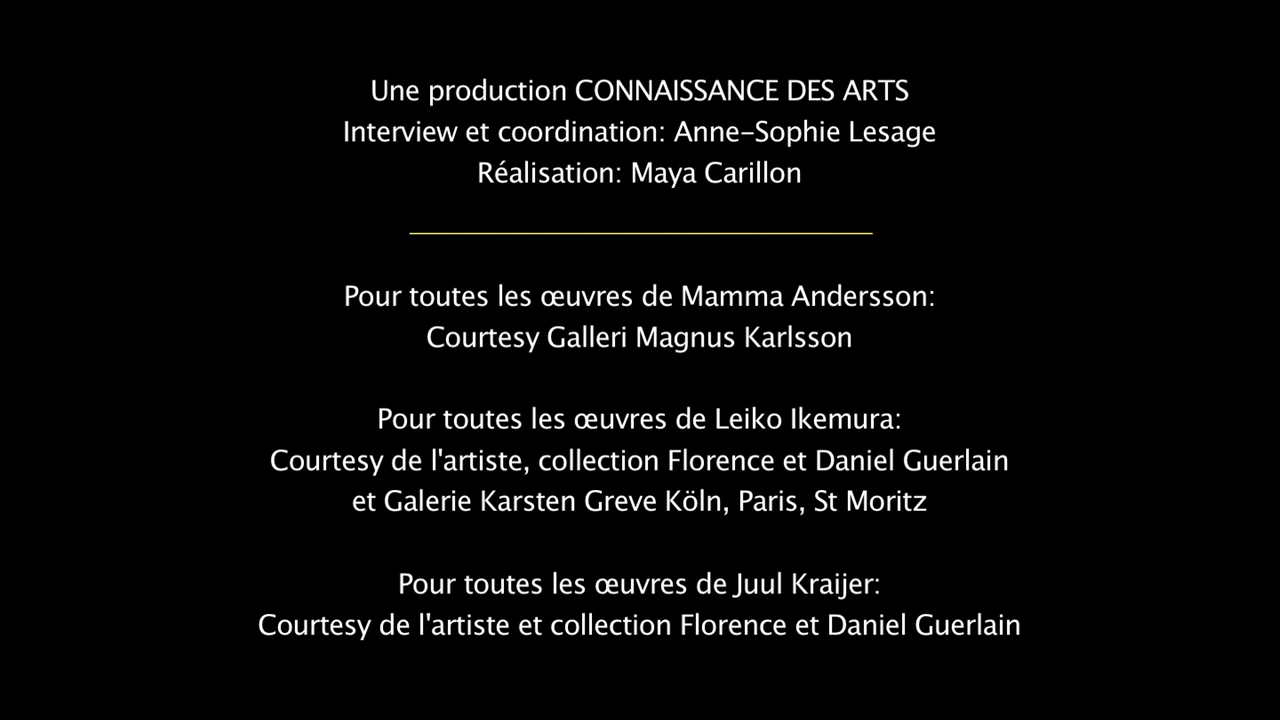 Une production CONNAISSANCE DES ARTS
Interview et coordination: Anne-Sophie Lesage
Réalisation: Maya Carillon
Pour toutes les œuvres de Mamma Andersson:
Courtesy Galleri Magnus Karlsson
Pour toutes les œuvres de Leiko Ikemura:
Courtesy de l'artiste, collection Florence et Daniel Guerlain
et Galerie Karsten Greve Köln, Paris, St Moritz
Pour toutes les œuvres de Juul Kraijer:
Courtesy de l'artiste et collection Florence et Daniel Guerlain